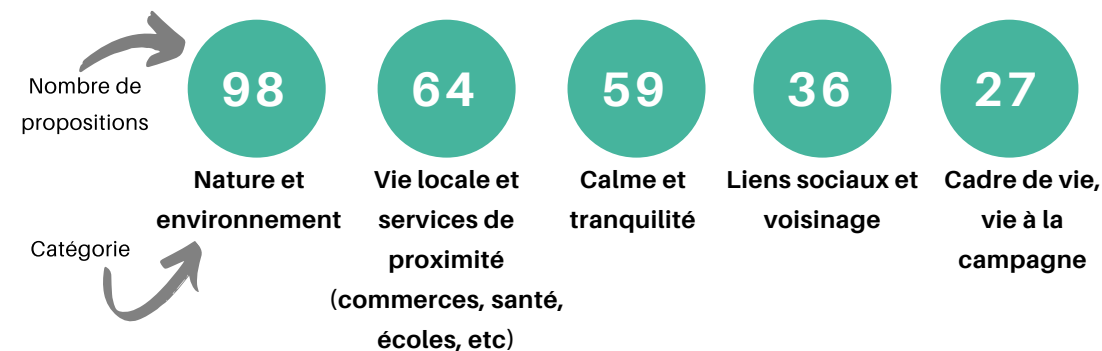 Nombre de
propositions
98
64
59
36
27
Nature et
environnement
Vie locale et
services de
proximité
(commerces, santé,
écoles, etc)
Calme et
tranquilité
Liens sociaux et
voisinage
Cadre de vie,
vie à la
campagne
Catégorie